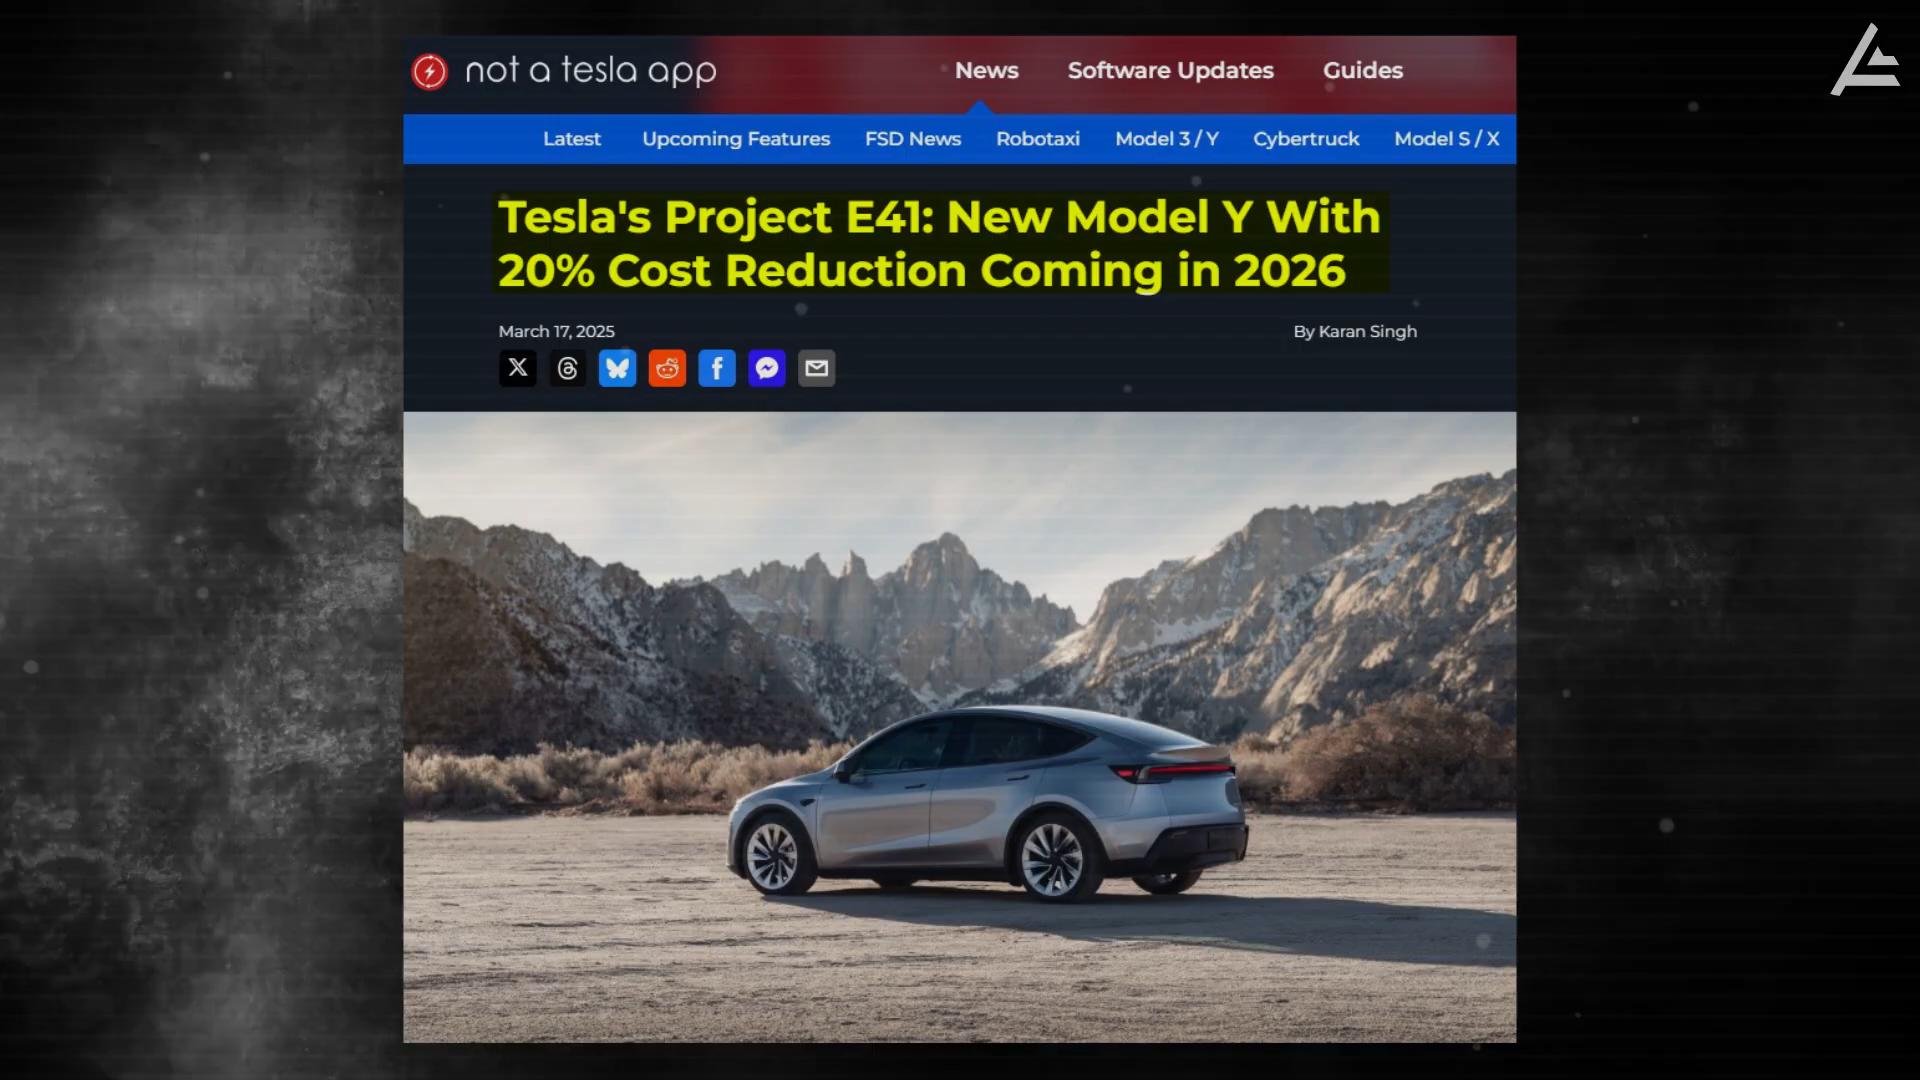 not a tesla app
News Software Updates Guides
Latest Upcoming Features FSD News Robotaxi Model 3 / Y Cybertruck Model S / X
Tesla's Project E41: New Model Y With
20% Cost Reduction Coming in 2026
March 17, 2025 By Karan Singh